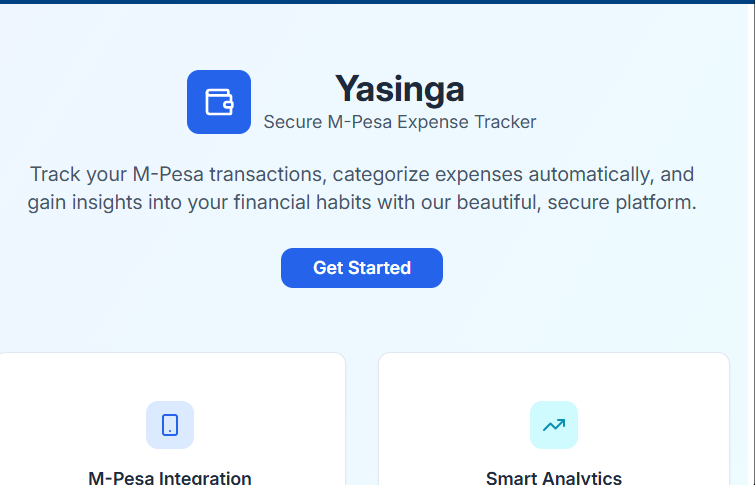 Yasinga
Secure M-Pesa Expense Tracker
Track your M-Pesa transactions, categorize expenses automatically, and
gain insights into your financial habits with our beautiful, secure platform.
Get Started
M-Pesa Integration
Smart Analytics